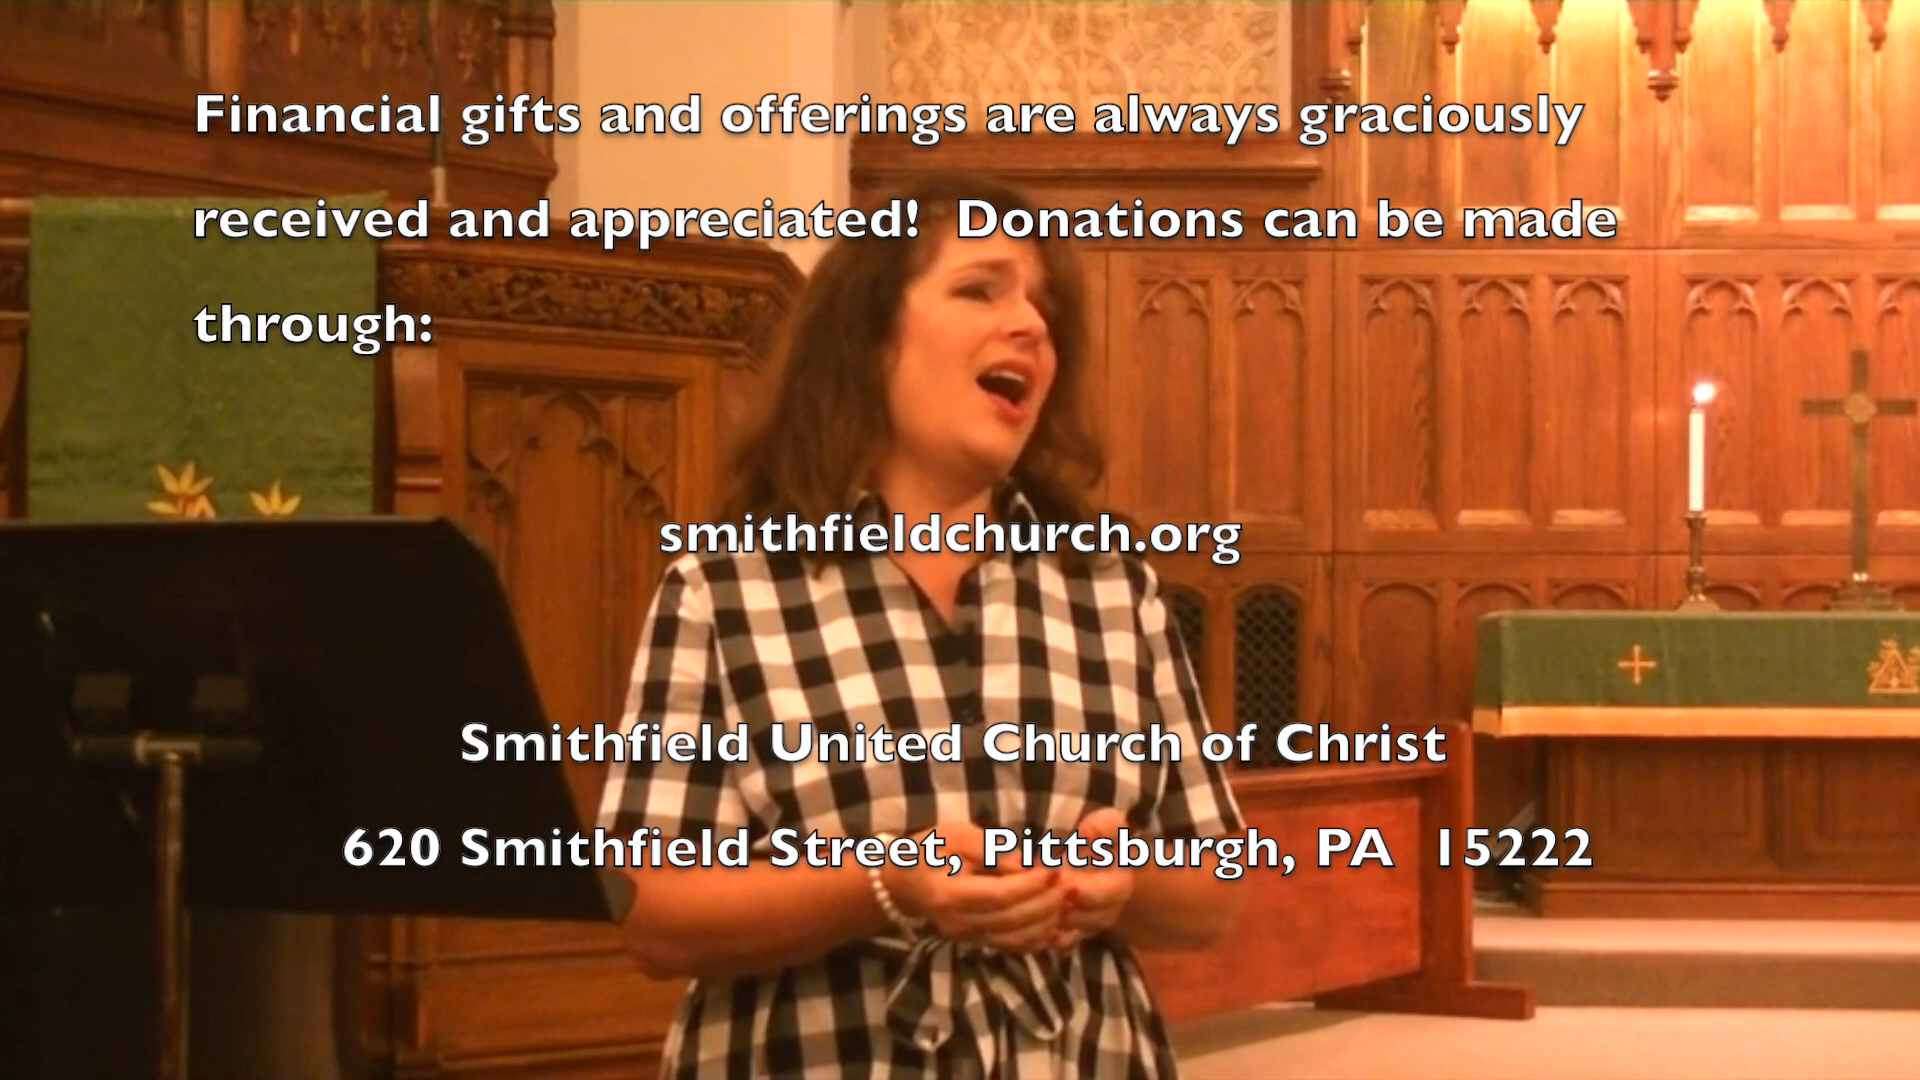 Financial gifts and offerings are always graciously
received and appreciated!  Donations can be made
through:
smithfieldchurch.org
Smithfield United Church of Christ
620 Smithfield Street, Pittsburgh, PA  15222